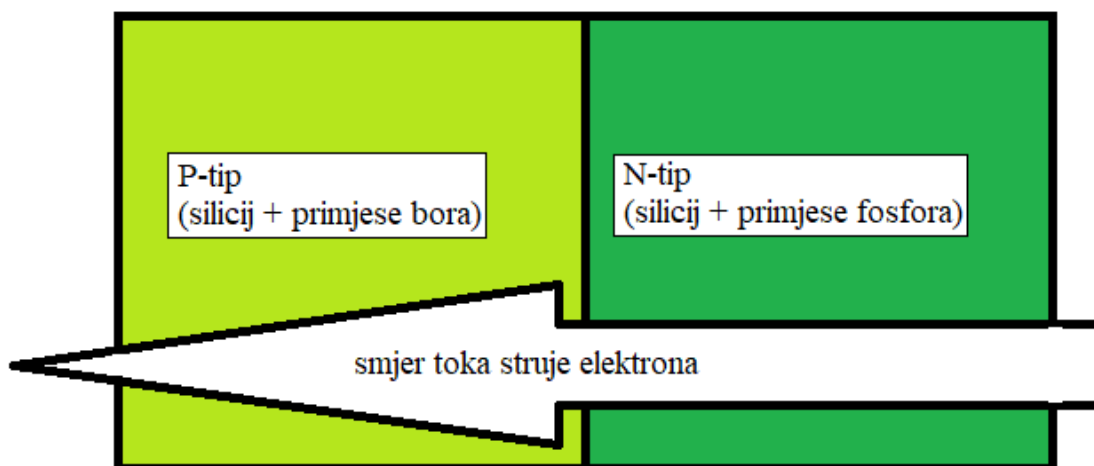 P-tip
(silicij + primjese bora)
N-tip
(silicij + primjese fosfora)
smjer toka struje elektrona